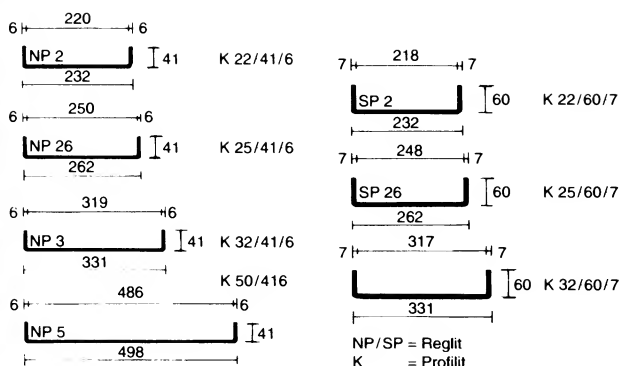 220
6 6
NP 2 41 K 22/41/6
232
250
6 6
NP 26 41 K 25/41/6
262
319
6 6
NP 3 41 K 32/41/6
331
K 50/416
486
6 6
NP 5 41
498
218
7 7
SP 2 60 K 22/60/7
232
248
7 7
SP 26 60 K 25/60/7
262
317
7 7
60 K 32/60/7
331
NP/SP = Reglit
K = Profilit